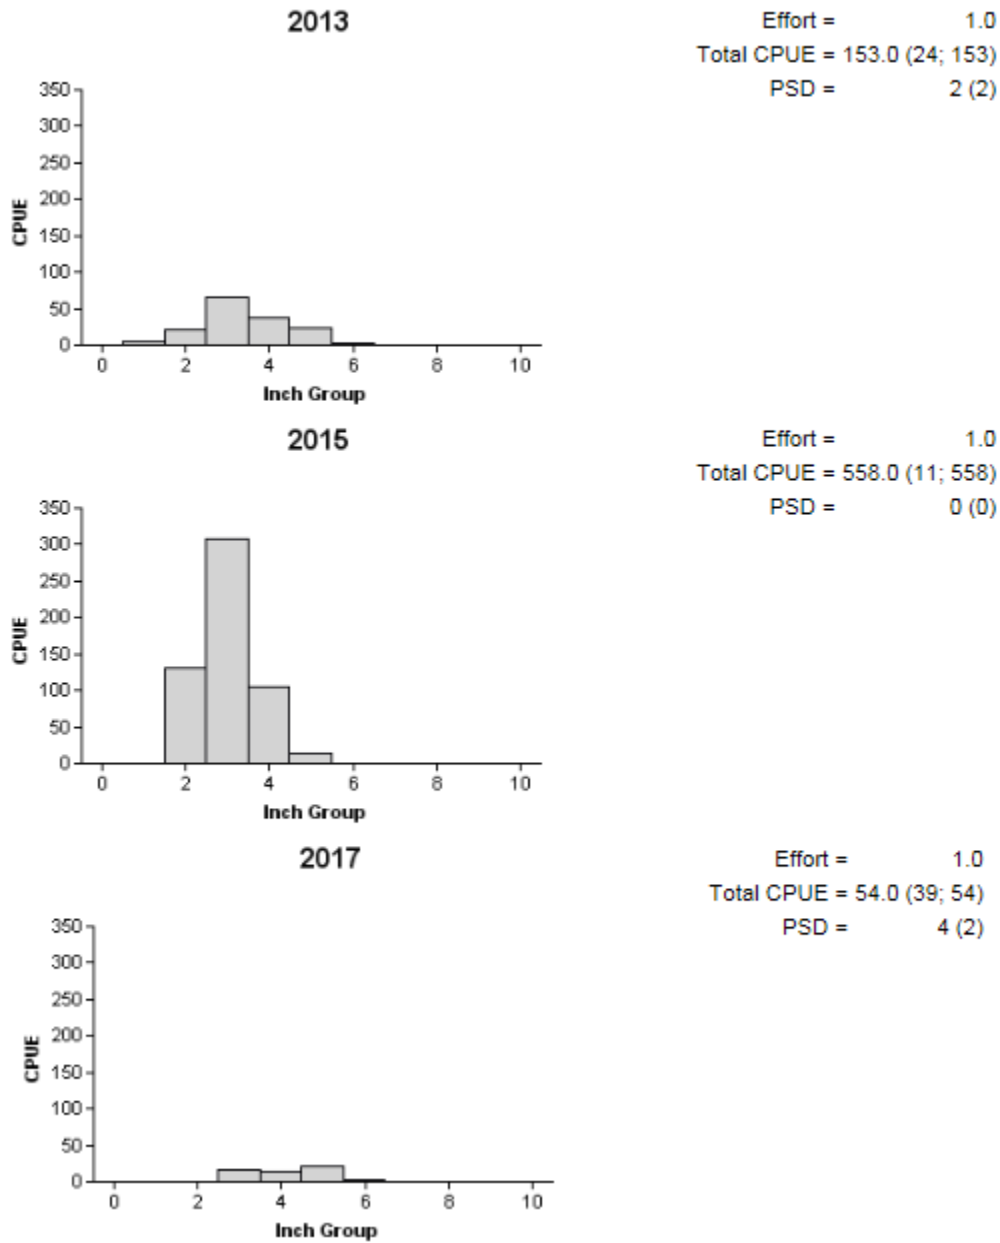 2013
Effort = 1.0
Total CPUE = 153.0 (24; 153)
PSD = 2 (2)
350
300
250
200
150
100
50
0
CPUE
0 2 4 6 8 10
Inch Group
2015
Effort = 1.0
Total CPUE = 558.0 (11; 558)
PSD = 0 (0)
350
300
250
200
150
100
50
0
CPUE
0 2 4 6 8 10
Inch Group
2017
Effort = 1.0
Total CPUE = 54.0 (39; 54)
PSD = 4 (2)
350
300
250
200
150
100
50
0
CPUE
0 2 4 6 8 10
Inch Group